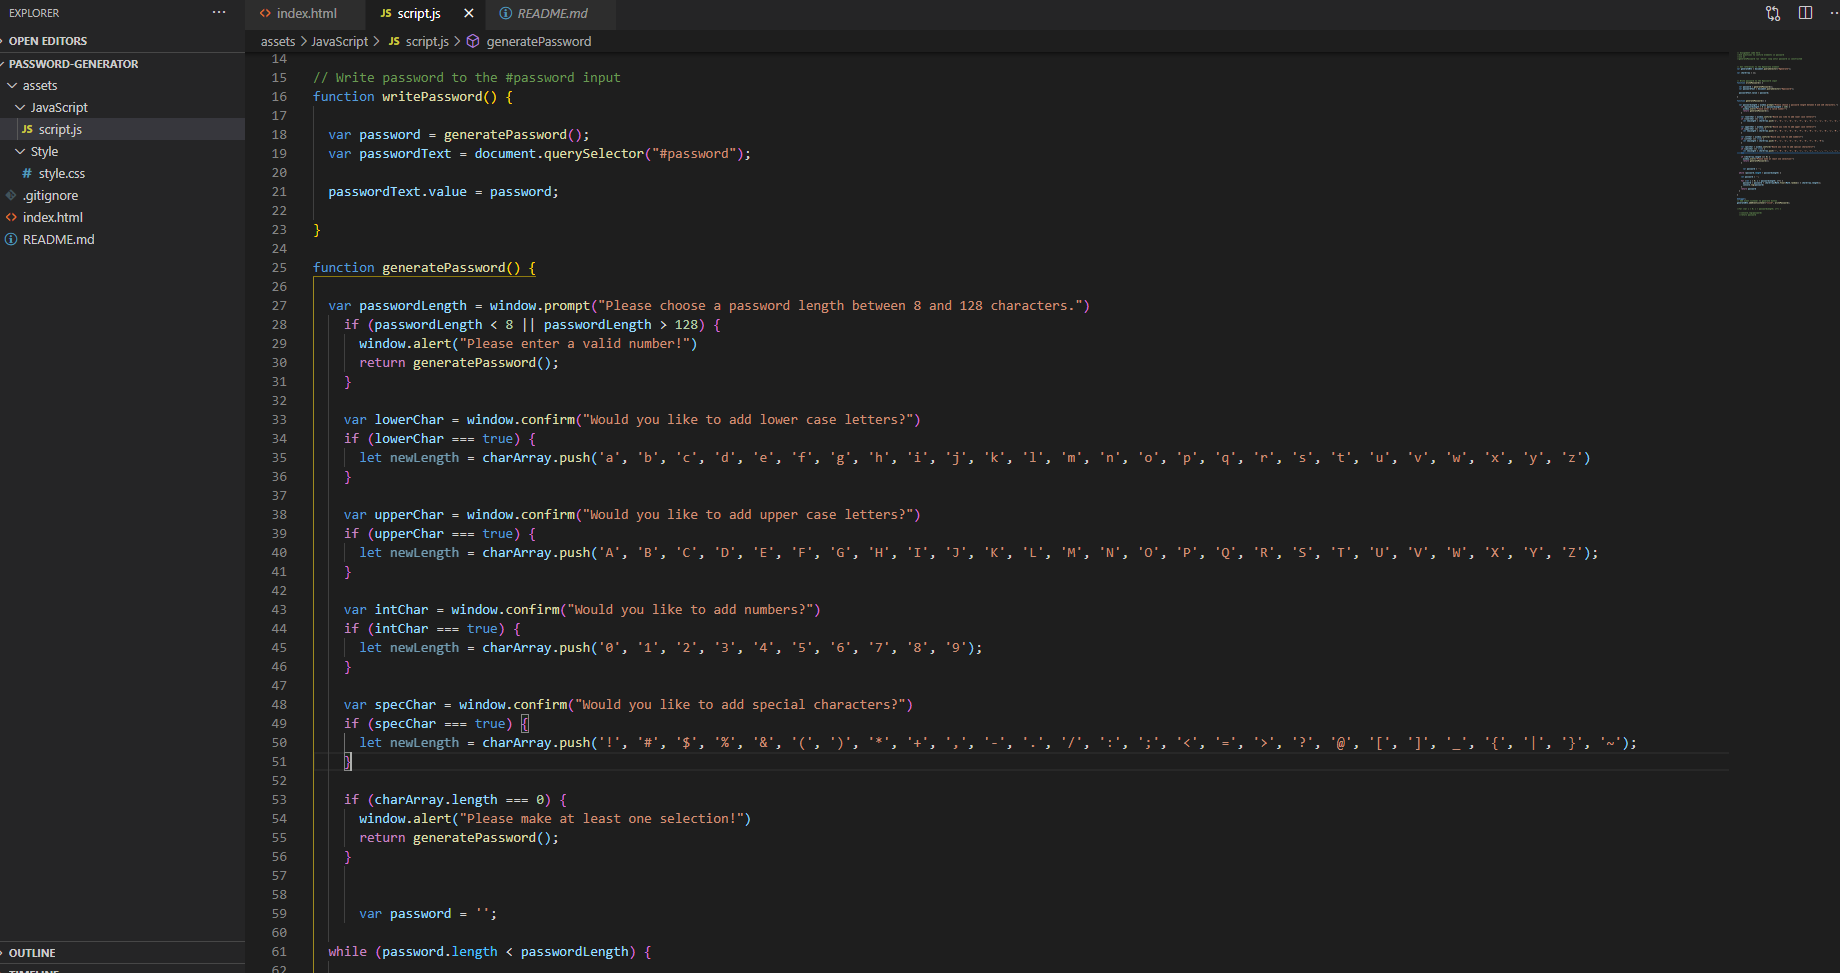 EXPLORER
···
index.html
JS script.js
README.md
OPEN EDITORS
assets > JavaScript > JS script.js > generatePassword
PASSWORD-GENERATOR
assets
JavaScript
JS script.js
Style
# style.css
.gitignore
index.html
README.md
14
15 // Write password to the #password input
16 function writePassword() {
17
18 var password = generatePassword();
19 var passwordText = document.querySelector("#password");
20
21 passwordText.value = password;
22
23 }
24
25 function generatePassword() {
26
27 var passwordLength = window.prompt("Please choose a password length between 8 and 128 characters.")
28 if (passwordLength < 8 || passwordLength > 128) {
29 window.alert("Please enter a valid number!")
30 return generatePassword();
31 }
32
33 var lowerChar = window.confirm("Would you like to add lower case letters?")
34 if (lowerChar === true) {
35 let newLength = charArray.push('a', 'b', 'c', 'd', 'e', 'f', 'g', 'h', 'i', 'j', 'k', 'l', 'm', 'n', 'o', 'p', 'q', 'r', 's', 't', 'u', 'v', 'w', 'x', 'y', 'z')
36 }
37
38 var upperChar = window.confirm("Would you like to add upper case letters?")
39 if (upperChar === true) {
40 let newLength = charArray.push('A', 'B', 'C', 'D', 'E', 'F', 'G', 'H', 'I', 'J', 'K', 'L', 'M', 'N', 'O', 'P', 'Q', 'R', 'S', 'T', 'U', 'V', 'W', 'X', 'Y', 'Z');
41 }
42
43 var intChar = window.confirm("Would you like to add numbers?")
44 if (intChar === true) {
45 let newLength = charArray.push('0', '1', '2', '3', '4', '5', '6', '7', '8', '9');
46 }
47
48 var specChar = window.confirm("Would you like to add special characters?")
49 if (specChar === true) {
50 let newLength = charArray.push('!', '#', '$', '%', '&', '(', ')', '*', '+', ',', '-', '.', '/', ':', ';', '<', '=', '>', '?', '@', '[', ']', '_', '{', '|', '}', '~');
51 }
52
53 if (charArray.length === 0) {
54 window.alert("Please make at least one selection!")
55 return generatePassword();
56 }
57
58
59 var password = '';
60
61 while (password.length < passwordLength) {
62
OUTLINE
TIMELINE